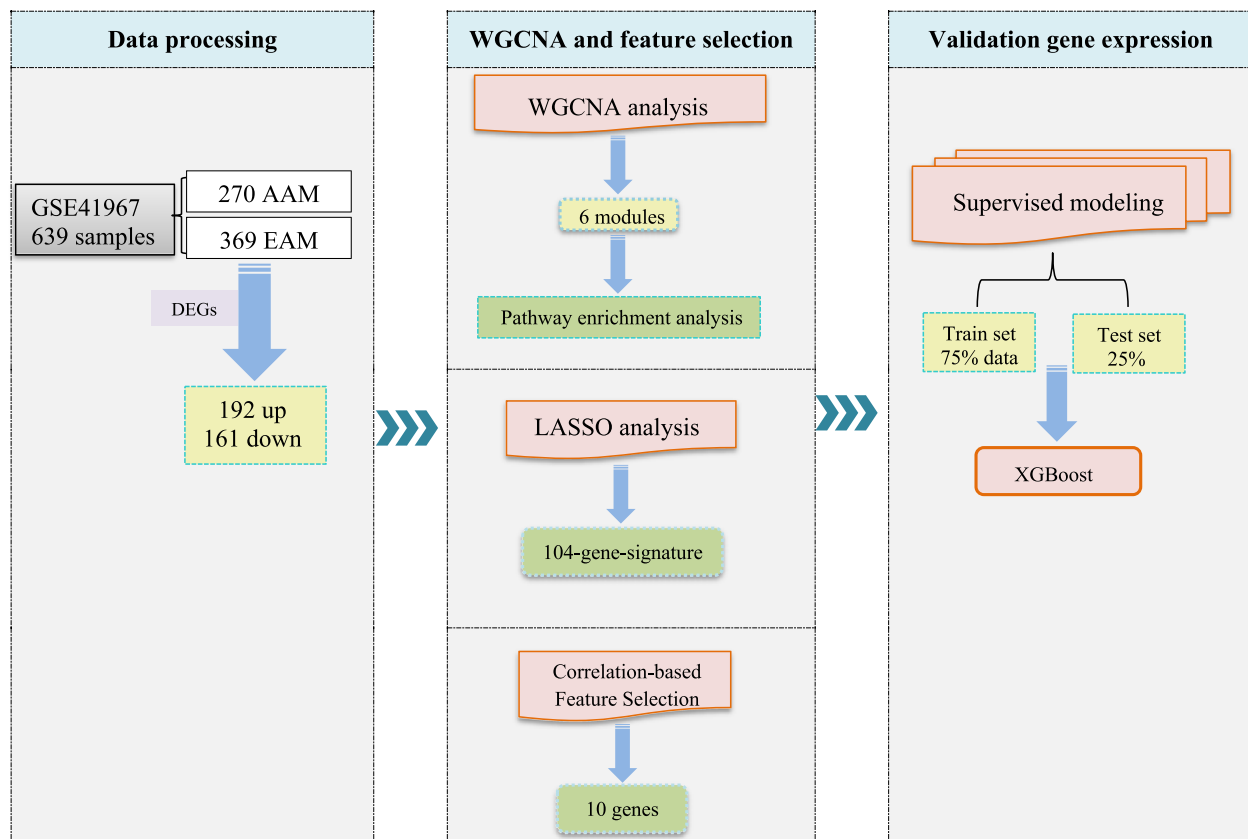 Data processing
GSE41967
639 samples
270 AAM
369 EAM
DEGs
192 up
161 down
WGCNA and feature selection
WGCNA analysis
6 modules
Pathway enrichment analysis
LASSO analysis
104-gene-signature
Correlation-based
Feature Selection
10 genes
Validation gene expression
Supervised modeling
Train set
75% data
Test set
25%
XGBoost